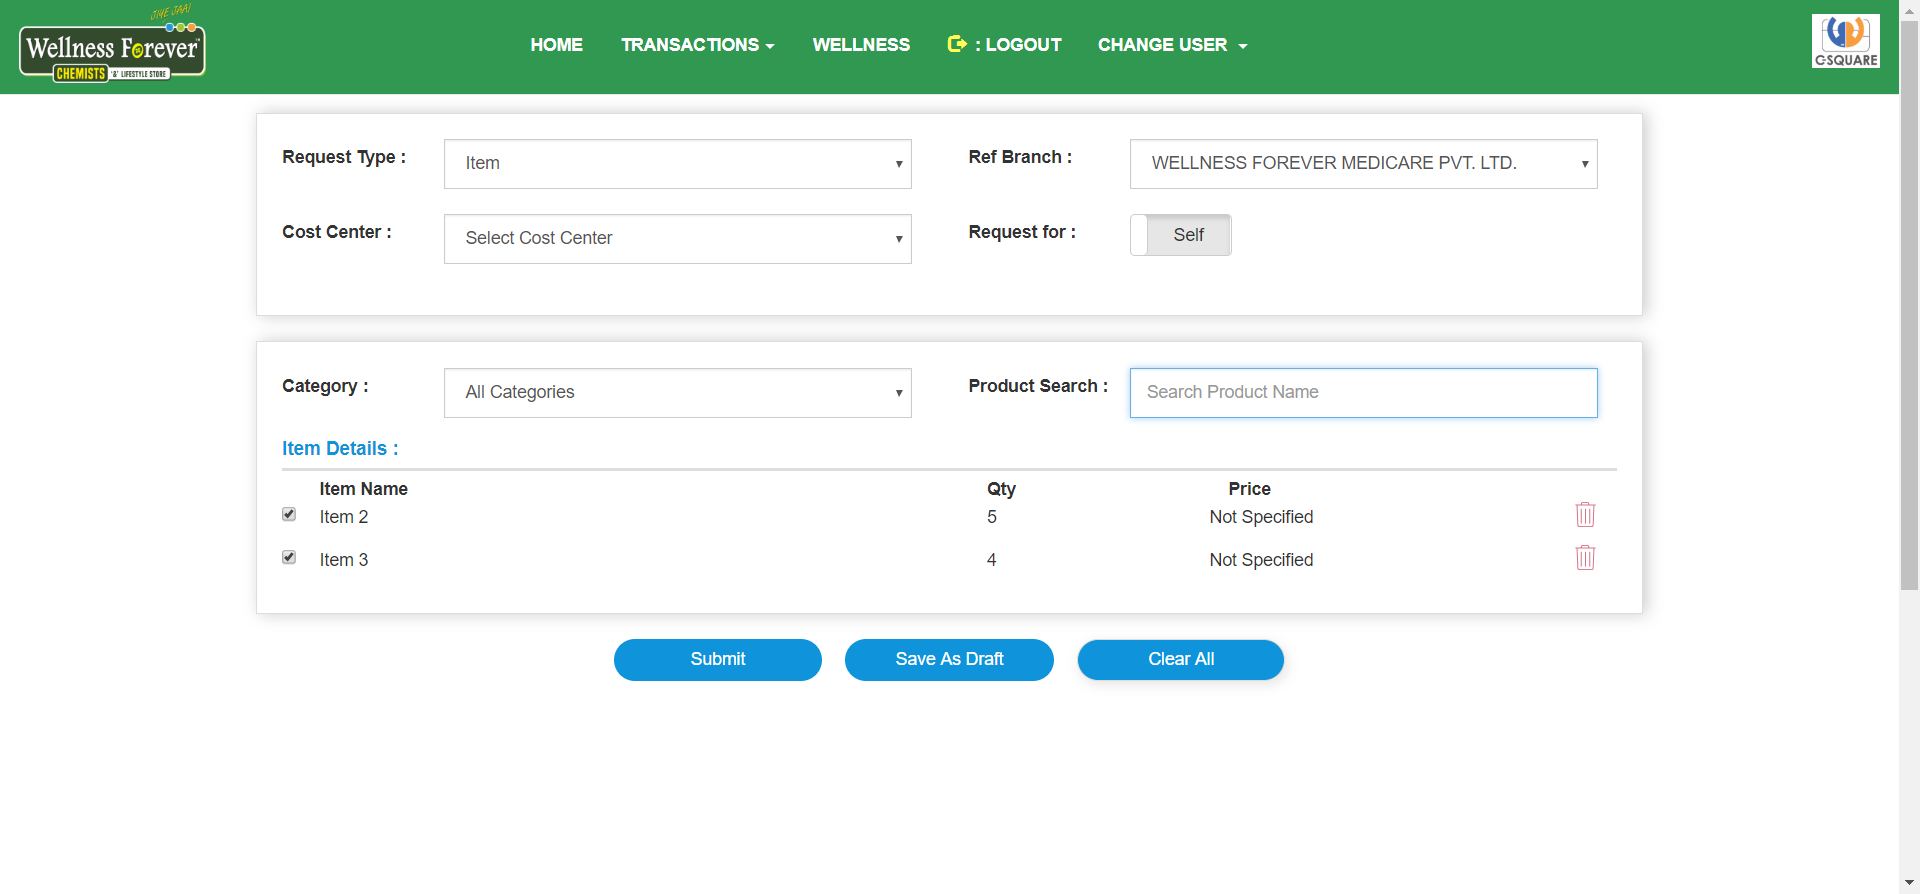 JIYE JAA!
Wellness Forever
CHEMISTS '&' LIFESTYLE STORE
HOME TRANSACTIONS WELLNESS : LOGOUT CHANGE USER
C-SQUARE
Request Type : Item Ref Branch : WELLNESS FOREVER MEDICARE PVT. LTD.
Cost Center : Select Cost Center Request for : Self
Category : All Categories Product Search : Search Product Name
Item Details :
Item Name Qty Price
Item 2 5 Not Specified
Item 3 4 Not Specified
Submit Save As Draft Clear All